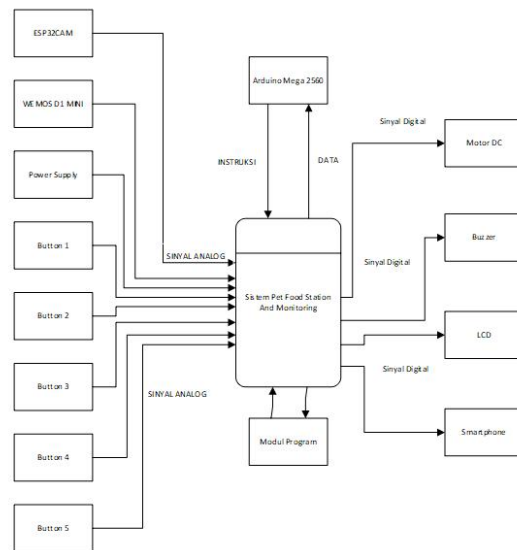 ESP32CAM
WEMOS D1 MINI
Power Supply
Button 1
Button 2
Button 3
Button 4
Button 5
SINYAL ANALOG
SINYAL ANALOG
Arduino Mega 2560
INSTRUKSI
DATA
Sistem Pet Food Station
And Monitoring
Modul Program
Sinyal Digital
Sinyal Digital
Sinyal Digital
Motor DC
Buzzer
LCD
Smartphone